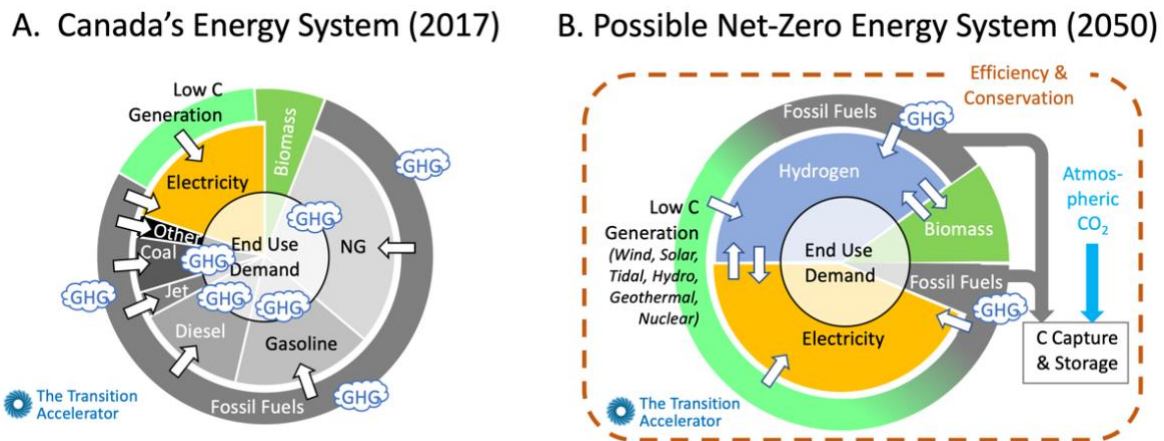 A. Canada's Energy System (2017)
Low C
Generation
Biomass
GHG
Electricity
GHG
Other
Coal
End Use
Demand
NG
GHG
GHG
Jet
GHG
GHG
Diesel
Gasoline
GHG
Fossil Fuels
The Transition
Accelerator
B. Possible Net-Zero Energy System (2050)
Efficiency &
Conservation
Fossil Fuels
GHG
Hydrogen
Atmos-
pheric
CO₂
Low C
Generation
(Wind, Solar,
Tidal, Hydro,
Geothermal,
Nuclear)
Biomass
End Use
Demand
Fossil Fuels
GHG
Electricity
C Capture
& Storage
The Transition
Accelerator